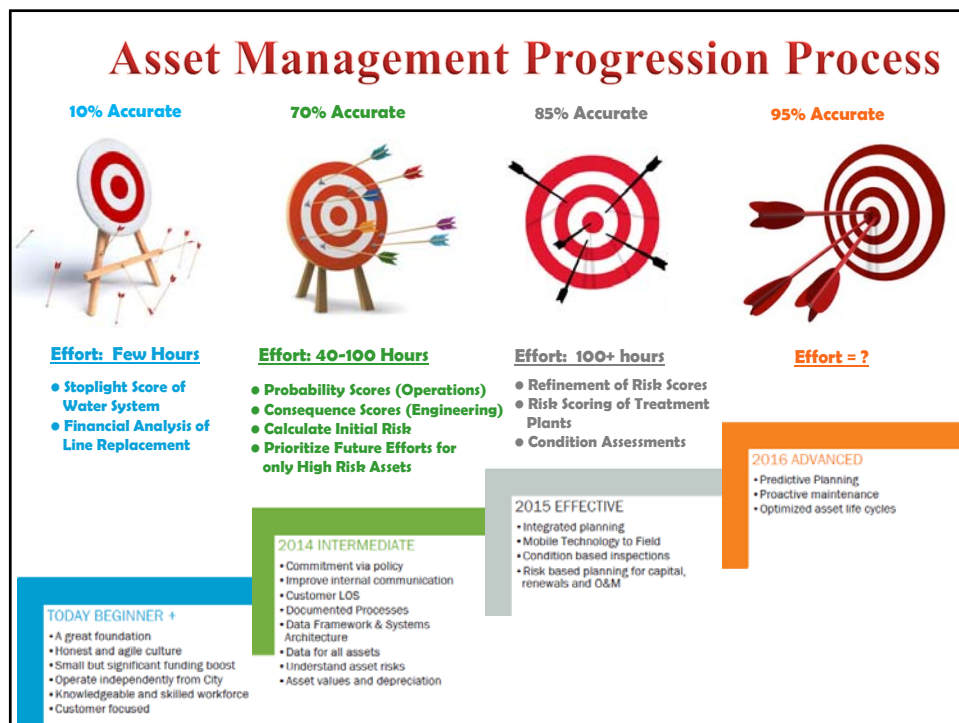 Asset Management Progression Process
10% Accurate
70% Accurate
85% Accurate
95% Accurate
Effort: Few Hours
• Stoplight Score of
Water System
• Financial Analysis of
Line Replacement
Effort: 40-100 Hours
• Probability Scores (Operations)
• Consequence Scores (Engineering)
• Calculate Initial Risk
• Prioritize Future Efforts for
only High Risk Assets
Effort: 100+ hours
• Refinement of Risk Scores
• Risk Scoring of Treatment
Plants
• Condition Assessments
Effort = ?
TODAY BEGINNER +
• A great foundation
• Honest and agile culture
• Small but significant funding boost
• Operate independently from City
• Knowledgeable and skilled workforce
• Customer focused
2014 INTERMEDIATE
• Commitment via policy
• Improve internal communication
• Customer LOS
• Documented Processes
• Data Framework & Systems
Architecture
• Data for all assets
• Understand asset risks
• Asset values and depreciation
2015 EFFECTIVE
• Integrated planning
• Mobile Technology to Field
• Condition based inspections
• Risk based planning for capital,
renewals and O&M
2016 ADVANCED
• Predictive Planning
• Proactive maintenance
• Optimized asset life cycles